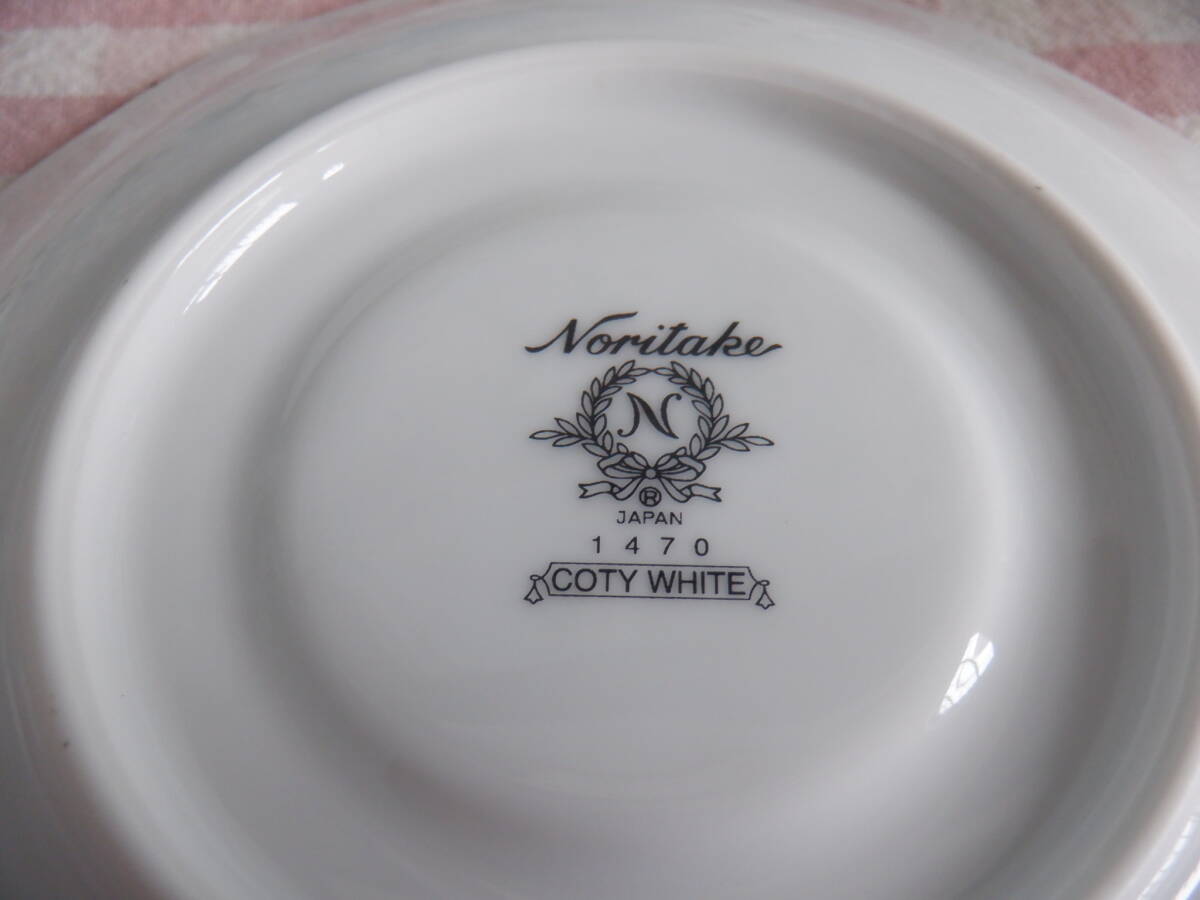 Noritake
N
®
JAPAN
1470
COTY WHITE